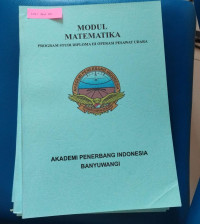 MODUL
MATEMATIKA
PROGRAM STUDI DIPLOMA III OPERASI PESAWAT UDARA
AKADEMI PENERBANG INDONESIA
BANYUWANGI